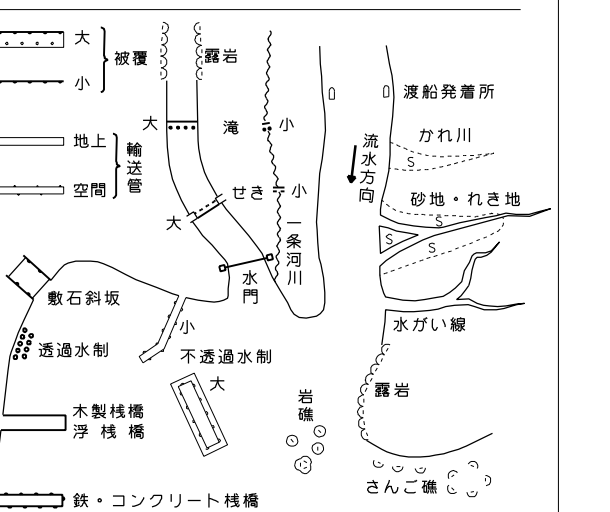 大
被覆
小
地上
輸送管
空間
露岩
大
滝
小
せき
小
大
一条河川
水門
渡船発着所
かれ川
流水方向
S
砂地・れき地
S
S
S
敷石斜坂
小
透過水制
不透過水制
大
水がい線
露岩
岩礁
木製桟橋
浮桟橋
さんご礁
鉄・コンクリート桟橋